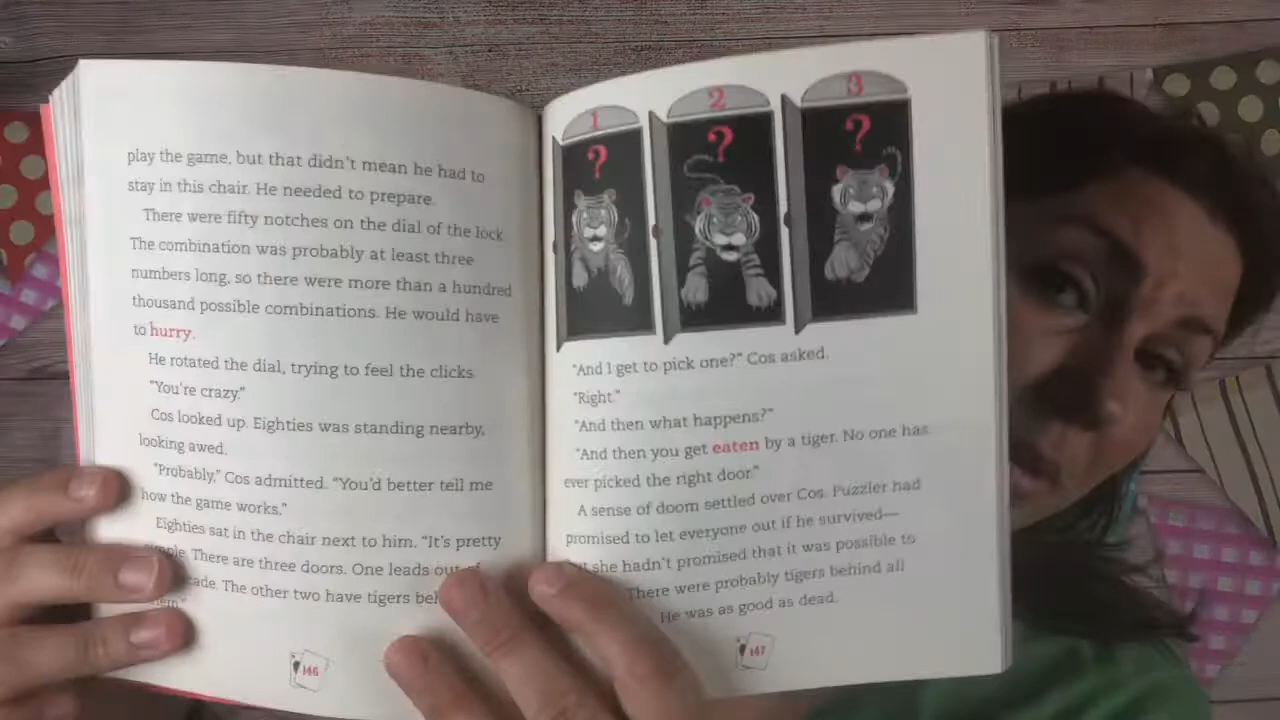 play the game, but that didn't mean he had to
stay in this chair. He needed to prepare.
There were fifty notches on the dial of the lock
The combination was probably at least three
numbers long, so there were more than a hundred
thousand possible combinations. He would have
to hurry.
He rotated the dial, trying to feel the clicks
"You're crazy."
Cos looked up. Eighties was standing nearby,
looking awed.
"Probably," Cos admitted. "You'd better tell me
how the game works."
Eighties sat in the chair next to him. "It's pretty
There are three doors. One leads out
The other two have tigers
146
1 2 3
? ? ?
"And I get to pick one?" Cos asked.
"Right."
"And then what happens?"
"And then you get eaten by a tiger. No one has
ever picked the right door."
A sense of doom settled over Cos. Puzzler had
promised to let everyone out if he survived—
she hadn't promised that it was possible to
There were probably tigers behind all
He was as good as dead.
147